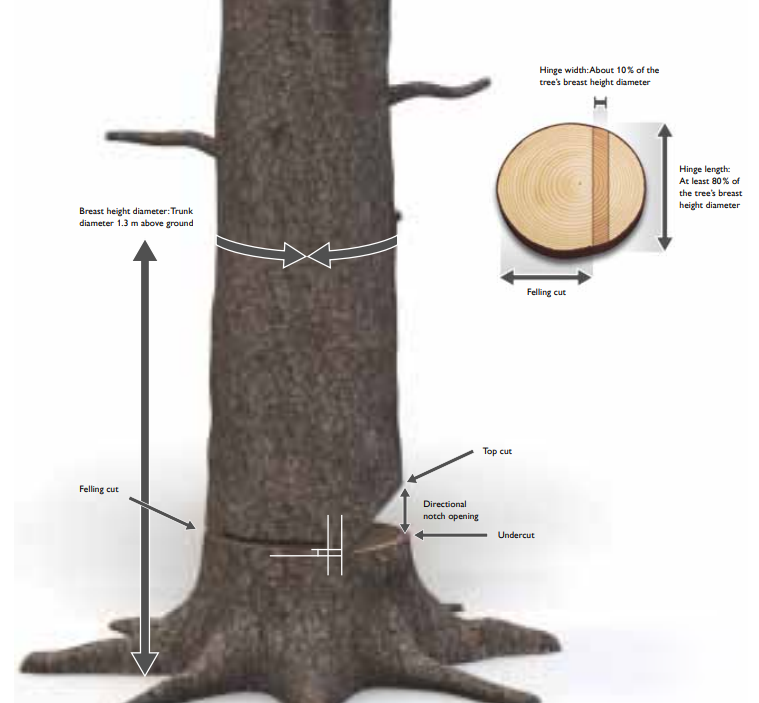 Hinge width: About 10% of the
tree's breast height diameter
Hinge length:
At least 80% of
the tree's breast
height diameter
Breast height diameter: Trunk
diameter 1.3 m above ground
Felling cut
Top cut
Felling cut
Directional
notch opening
Undercut